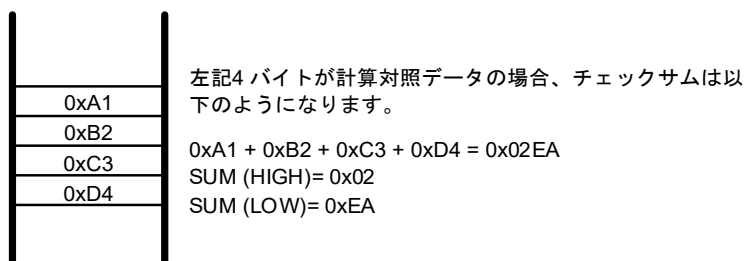 0xA1
0xB2
0xC3
0xD4
左記4 バイトが計算対照データの場合、チェックサムは以
下のようになります。
0xA1 + 0xB2 + 0xC3 + 0xD4 = 0x02EA
SUM (HIGH)= 0x02
SUM (LOW)= 0xEA